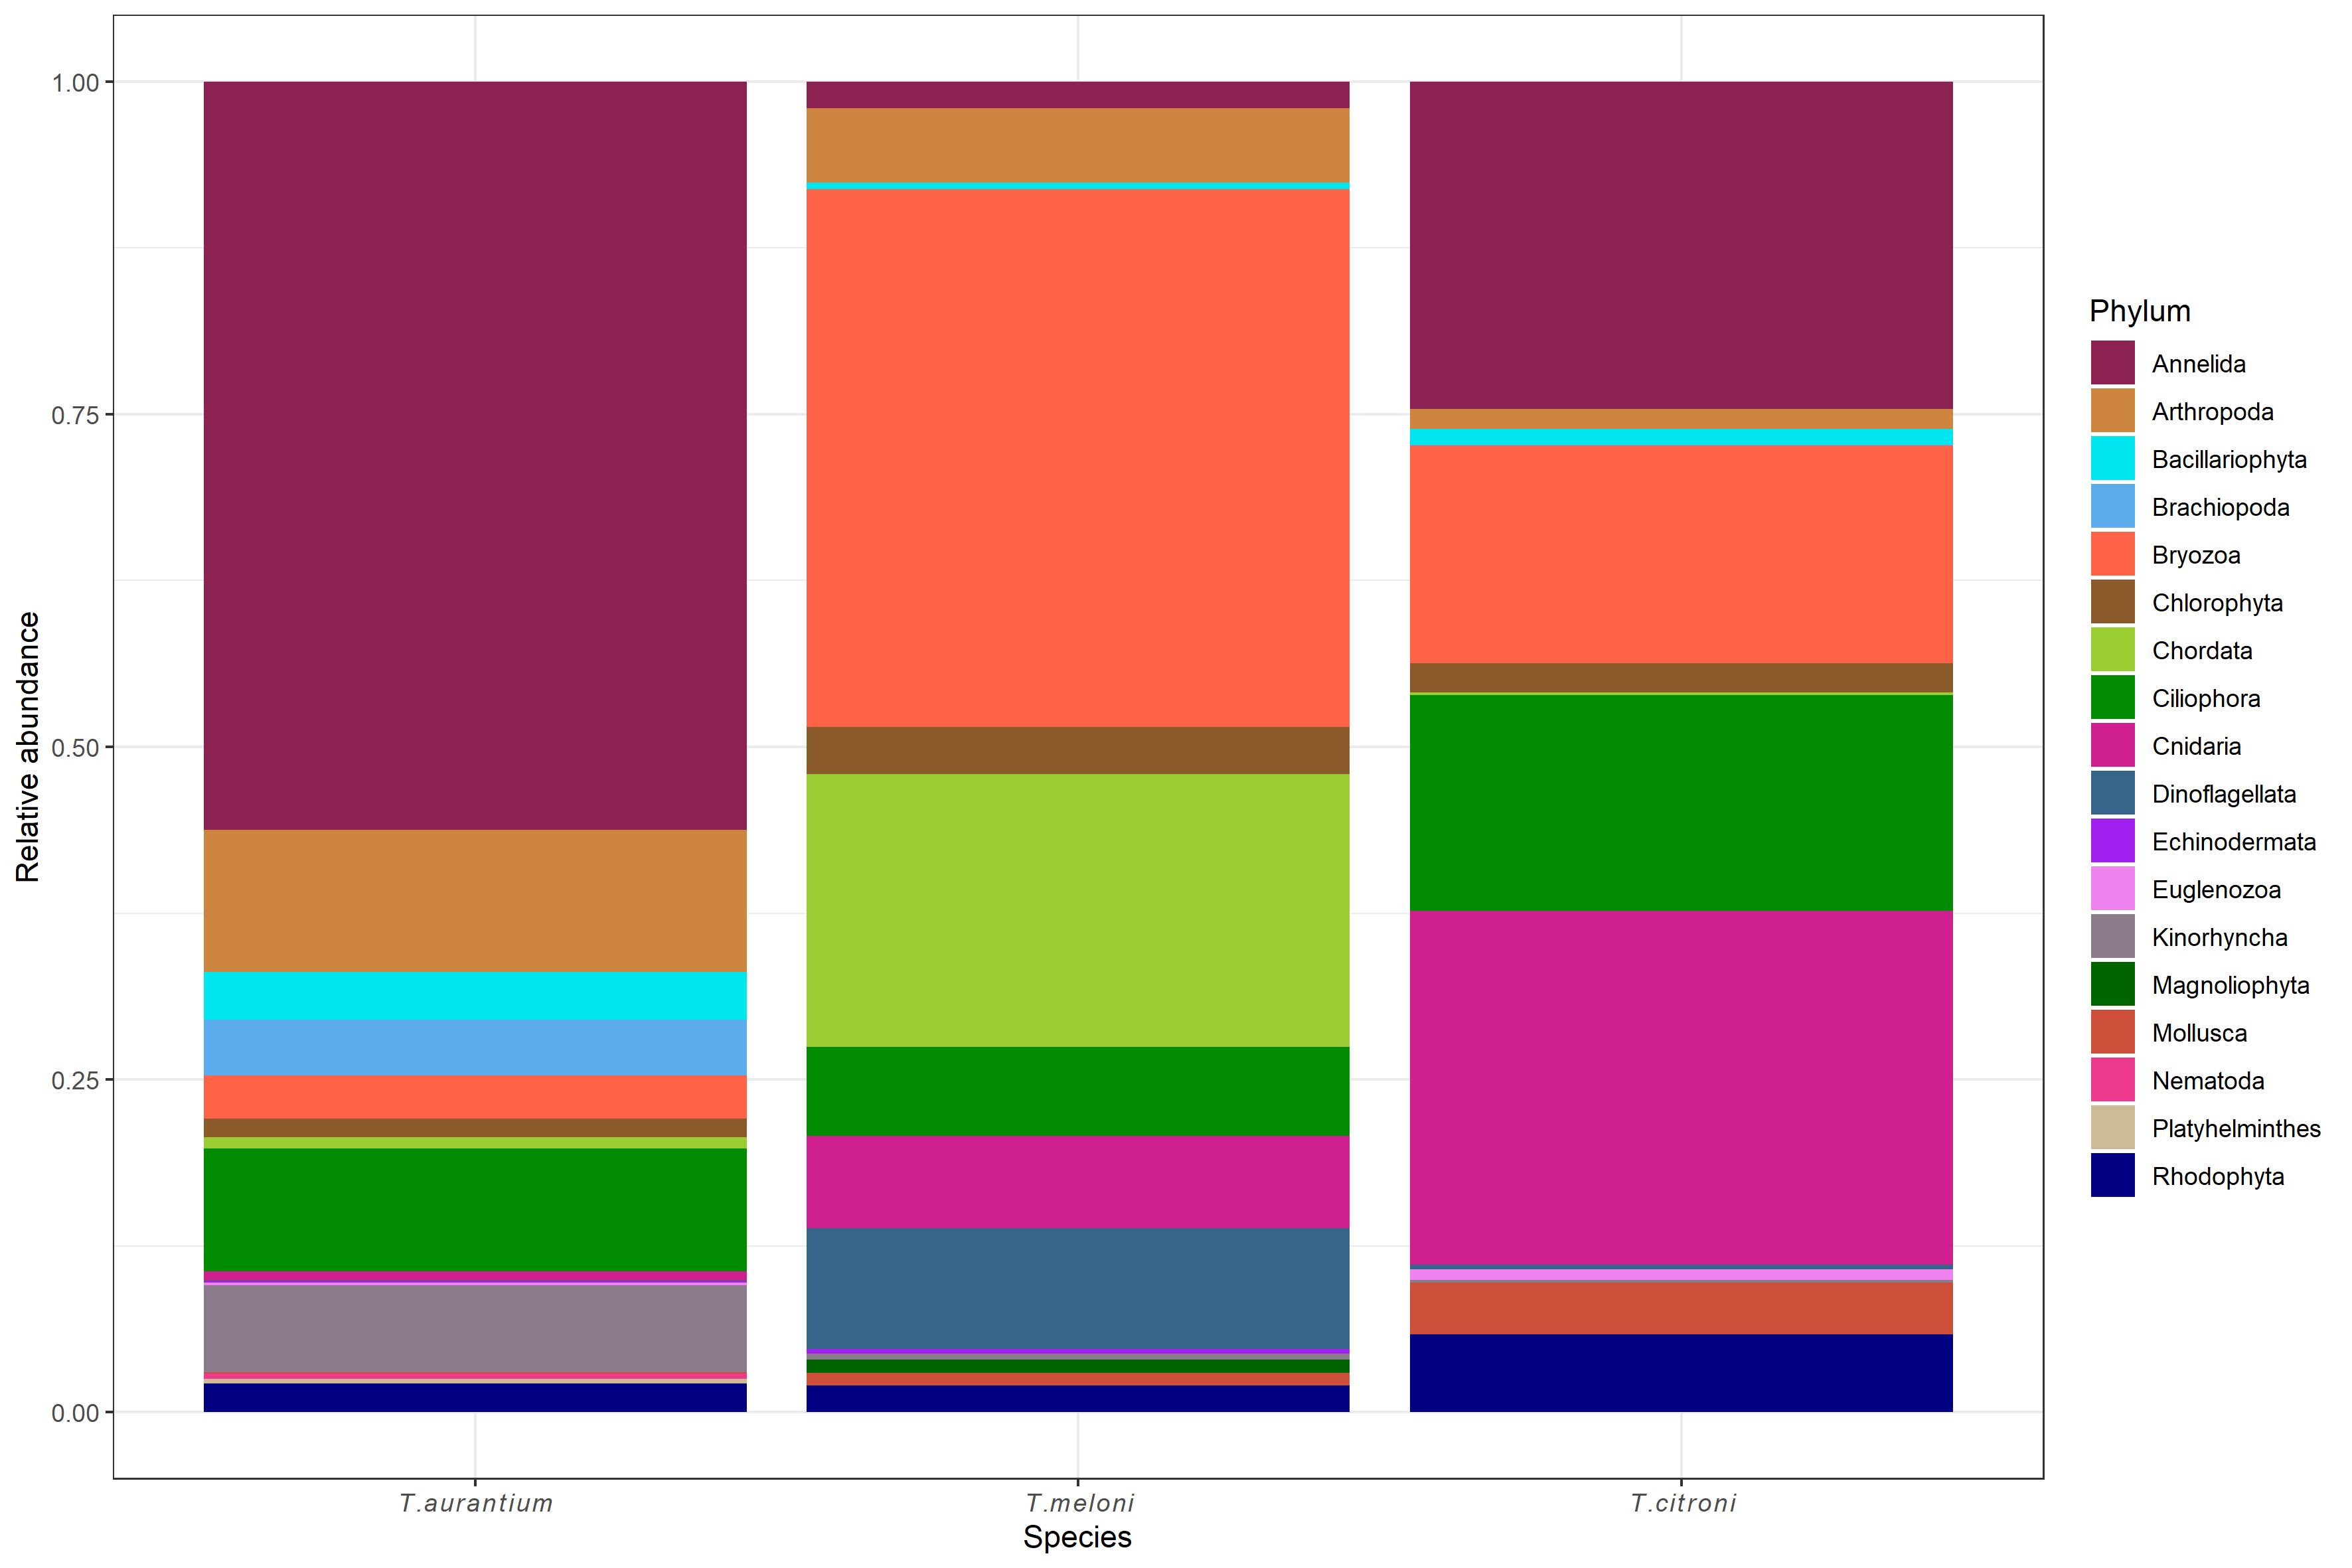 Relative abundance
1.00
0.75
0.50
0.25
0.00
T.aurantium
T.meloni
T.citroni
Species
Phylum
Annelida
Arthropoda
Bacillariophyta
Brachiopoda
Bryozoa
Chlorophyta
Chordata
Ciliophora
Cnidaria
Dinoflagellata
Echinodermata
Euglenozoa
Kinorhyncha
Magnoliophyta
Mollusca
Nematoda
Platyhelminthes
Rhodophyta